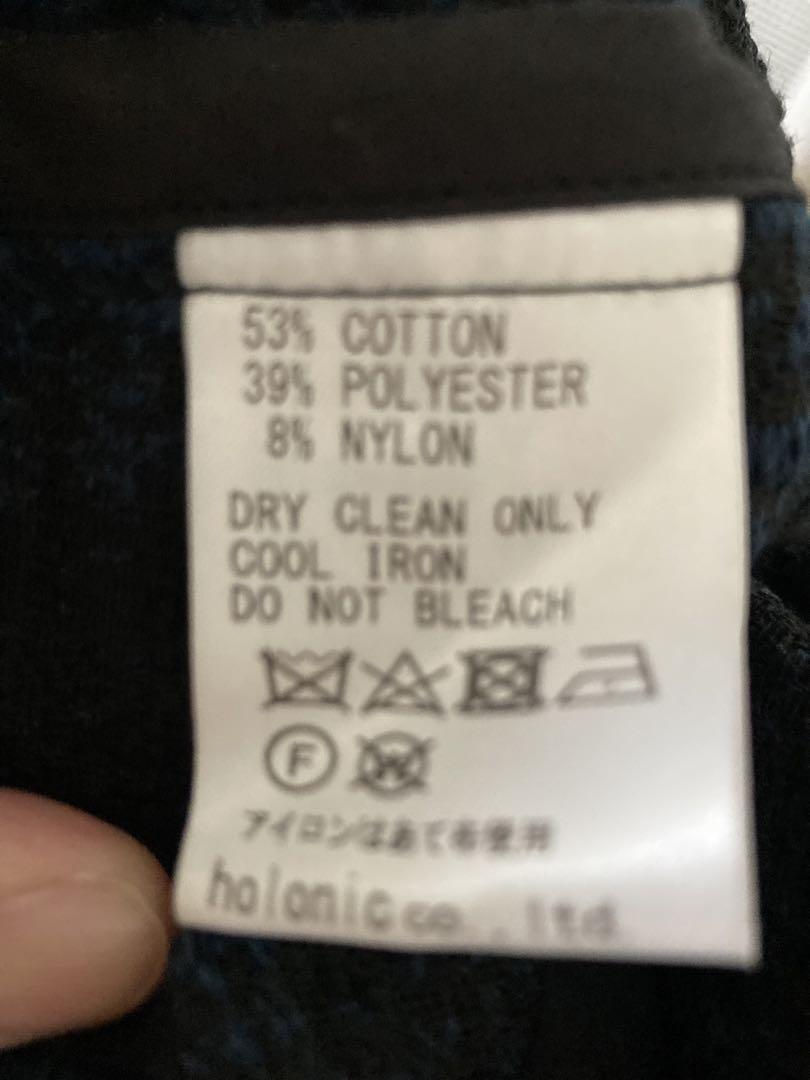 53% COTTON
39% POLYESTER
8% NYLON
DRY CLEAN ONLY
COOL IRON
DO NOT BLEACH
F W
アイロンはあて布使用
holonic co.,ltd.